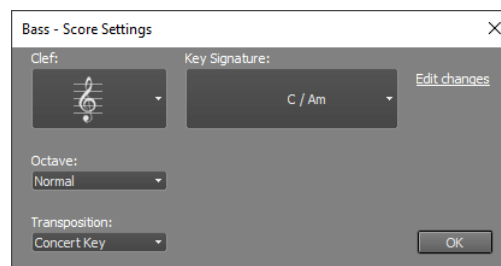 Bass - Score Settings
Clef:
Key Signature:
C / Am
Edit changes
Octave:
Normal
Transposition:
Concert Key
OK